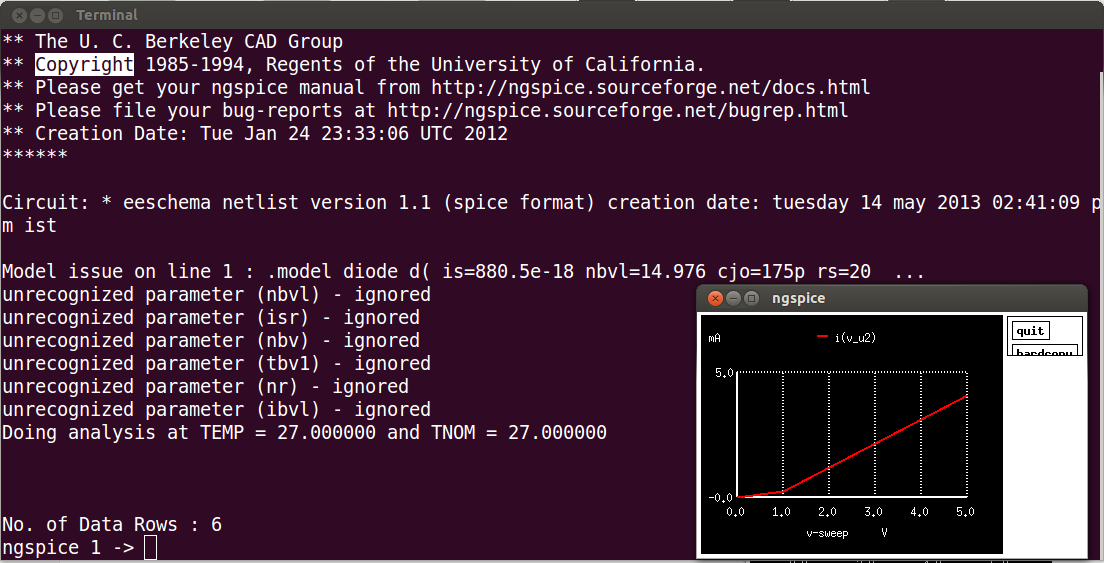 Terminal
** The U. C. Berkeley CAD Group
** Copyright 1985-1994, Regents of the University of California.
** Please get your ngspice manual from http://ngspice.sourceforge.net/docs.html
** Please file your bug-reports at http://ngspice.sourceforge.net/bugrep.html
** Creation Date: Tue Jan 24 23:33:06 UTC 2012
******
Circuit: * eeschema netlist version 1.1 (spice format) creation date: tuesday 14 may 2013 02:41:09 p
m ist
Model issue on line 1 : .model diode d( is=880.5e-18 nbvl=14.976 cjo=175p rs=20 ...
unrecognized parameter (nbvl) - ignored
unrecognized parameter (isr) - ignored
unrecognized parameter (nbv) - ignored
unrecognized parameter (tbv1) - ignored
unrecognized parameter (nr) - ignored
unrecognized parameter (ibvl) - ignored
Doing analysis at TEMP = 27.000000 and TNOM = 27.000000
No. of Data Rows : 6
ngspice 1 ->
ngspice
mA
i(v_u2)
5.0
-0.0
0.0 1.0 2.0 3.0 4.0 5.0
v-sweep V
quit
hardcopy